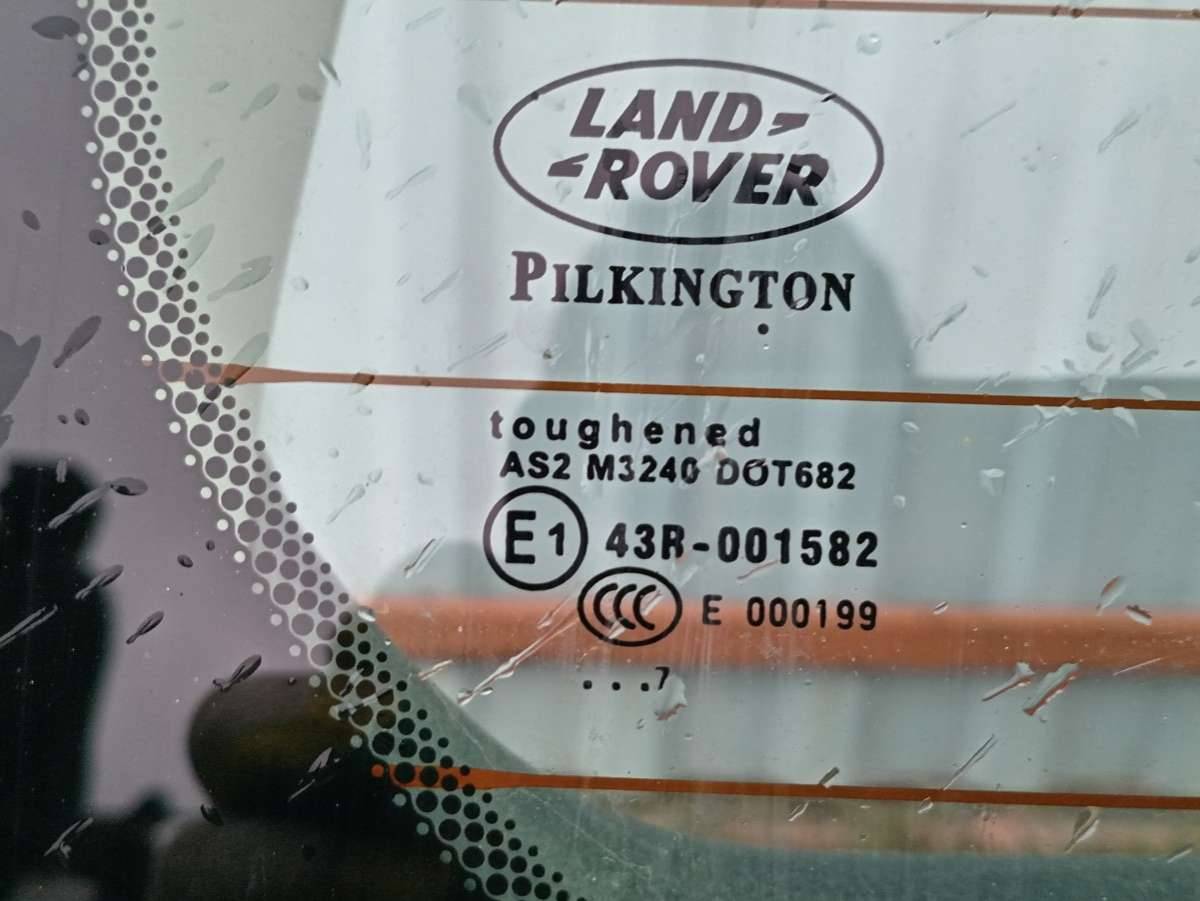 LAND
ROVER
PILKINGTON
toughened
AS2 M3240 DOT682
E1 43R-001582
CCC E 000199
...7